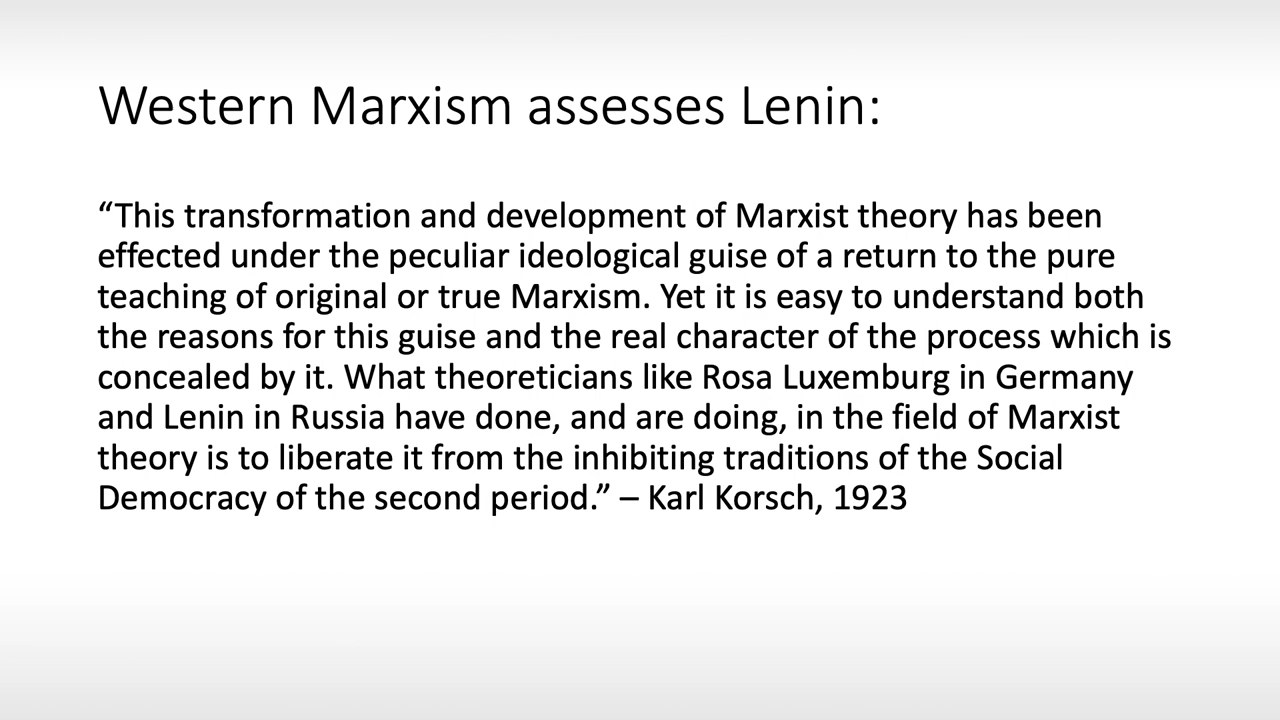 Western Marxism assesses Lenin:
“This transformation and development of Marxist theory has been
effected under the peculiar ideological guise of a return to the pure
teaching of original or true Marxism. Yet it is easy to understand both
the reasons for this guise and the real character of the process which is
concealed by it. What theoreticians like Rosa Luxemburg in Germany
and Lenin in Russia have done, and are doing, in the field of Marxist
theory is to liberate it from the inhibiting traditions of the Social
Democracy of the second period.” – Karl Korsch, 1923